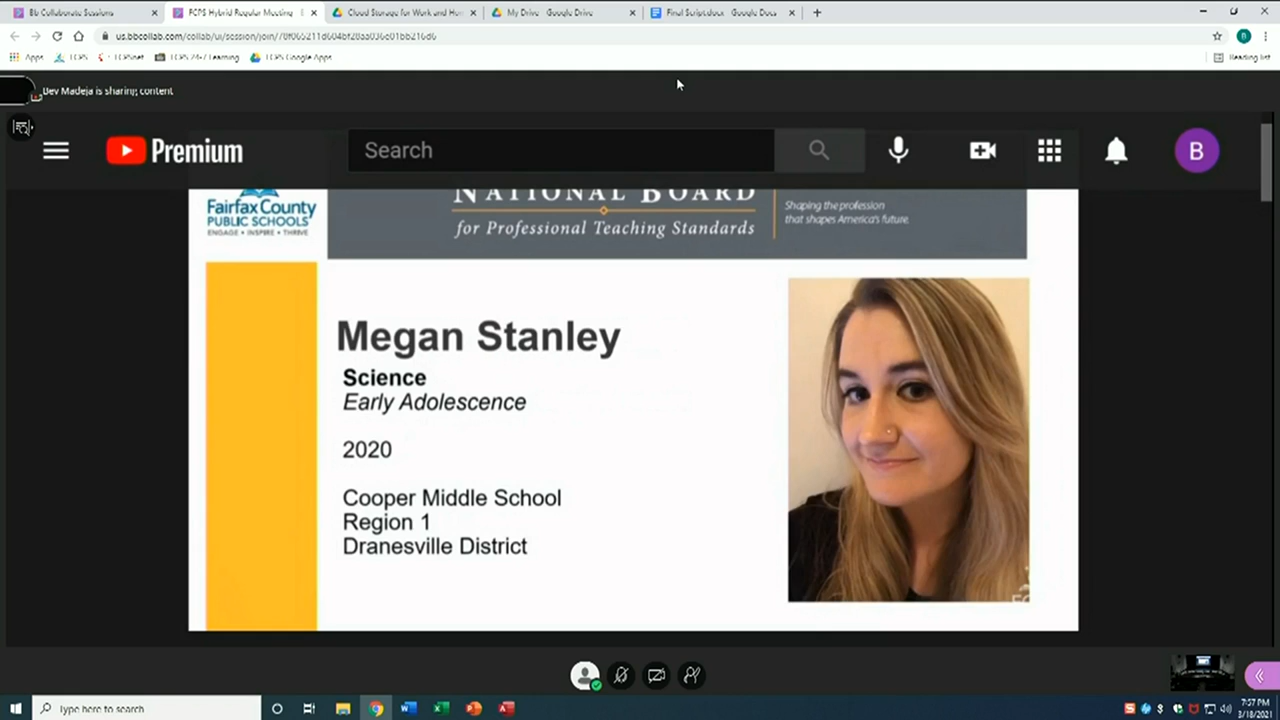 Bb Collaborate Sessions
FCPS Hybrid Regular Meeting
Cloud Storage for Work and Hom
My Drive - Google Drive
Final Script.docx - Google Docs
Apps
FCPS
FCPSnet
FCPS 24-7 Learning
FCPS Google Apps
Reading list
Bev Madeja is sharing content
Premium
Search
B
Fairfax County
PUBLIC SCHOOLS
ENGAGE • INSPIRE • THRIVE
NATIONAL BOARD
for Professional Teaching Standards
Shaping the profession
that shapes America's future
Megan Stanley
Science
Early Adolescence
2020
Cooper Middle School
Region 1
Dranesville District
Type here to search
7:57 PM
3/18/2021